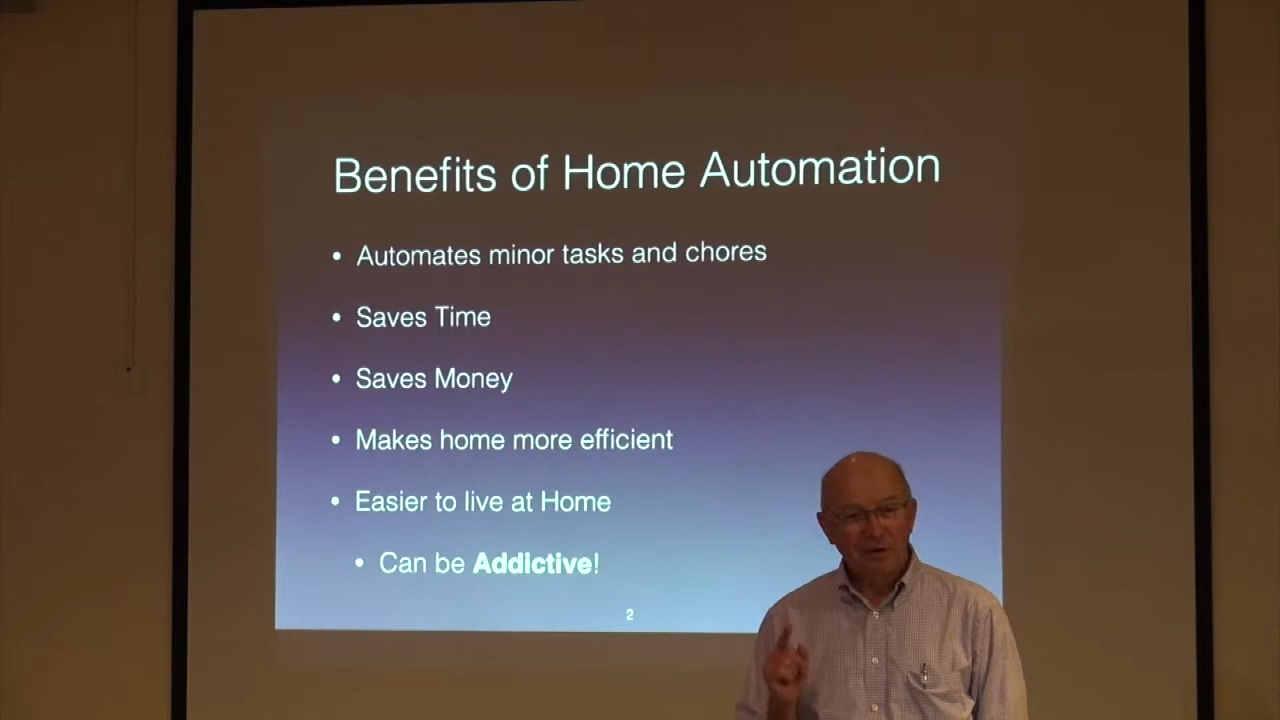 Benefits of Home Automation
• Automates minor tasks and chores
• Saves Time
• Saves Money
• Makes home more efficient
• Easier to live at Home
• Can be Addictive!
2